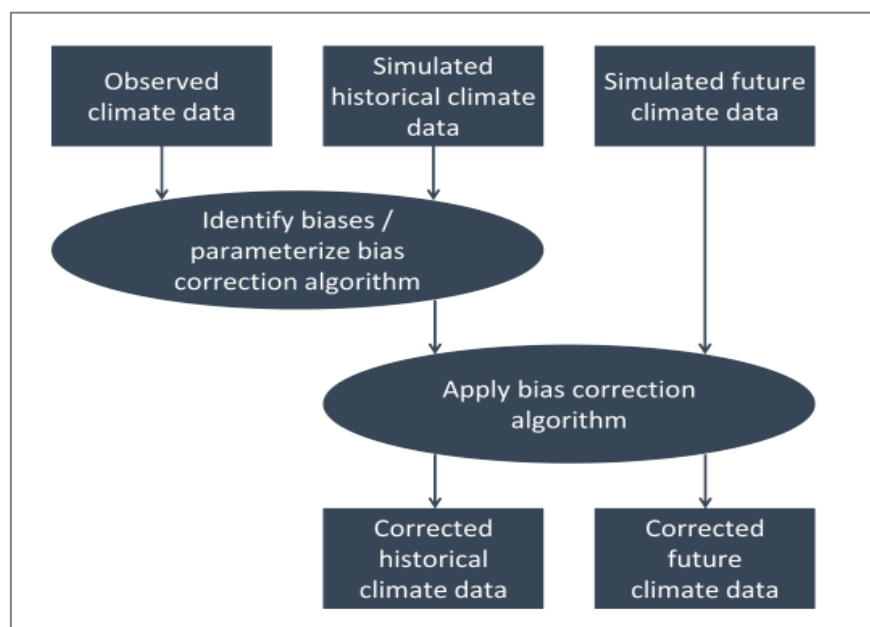 Observed
climate data
Simulated
historical climate
data
Simulated future
climate data
Identify biases /
parameterize bias
correction algorithm
Apply bias correction
algorithm
Corrected
historical
climate data
Corrected
future
climate data